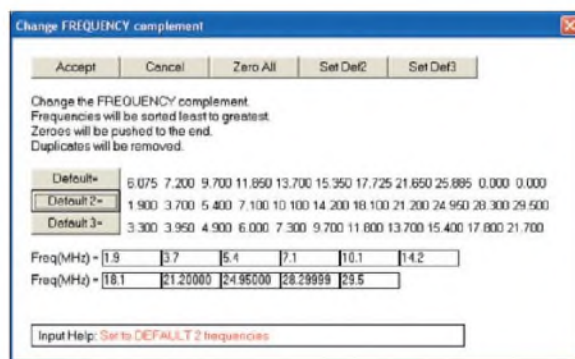 Change FREQUENCY complement
Accept Cancel Zero All Set Def2 Set Def3
Change the FREQUENCY complement.
Frequencies will be sorted least to greatest.
Zeroes will be pushed to the end.
Duplicates will be removed.
Default= 6.075 7.200 9.700 11.850 13.700 15.350 17.725 21.650 25.885 0.000 0.000
Default 2= 1.900 3.700 5.400 7.100 10.100 14.200 18.100 21.200 24.950 28.300 29.500
Default 3= 3.300 3.950 4.900 6.000 7.300 9.700 11.800 13.700 15.400 17.800 21.700
Freq(MHz) = 1.9 3.7 5.4 7.1 10.1 14.2
Freq(MHz) = 18.1 21.20000 24.95000 28.29999 29.5
Input Help: Set to DEFAULT 2 frequencies